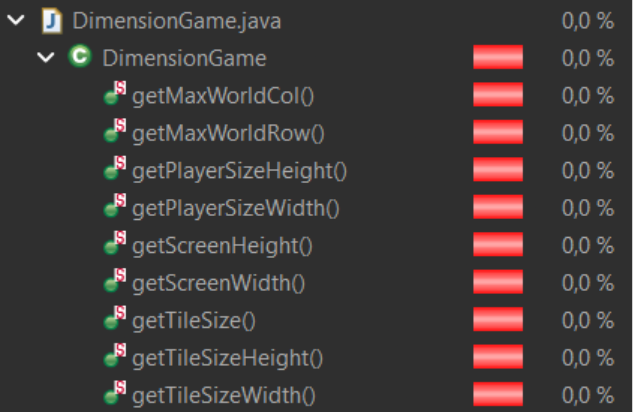 DimensionGame.java 0,0 %
DimensionGame 0,0 %
getMaxWorldCol() 0,0 %
getMaxWorldRow() 0,0 %
getPlayerSizeHeight() 0,0 %
getPlayerSizeWidth() 0,0 %
getScreenHeight() 0,0 %
getScreenWidth() 0,0 %
getTileSize() 0,0 %
getTileSizeHeight() 0,0 %
getTileSizeWidth() 0,0 %